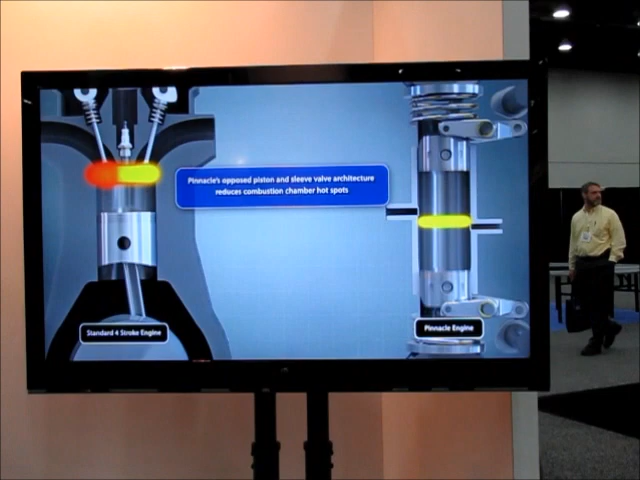 Pinnacle's opposed piston and sleeve valve architecture
reduces combustion chamber hot spots
Standard 4 Stroke Engine
Pinnacle Engine